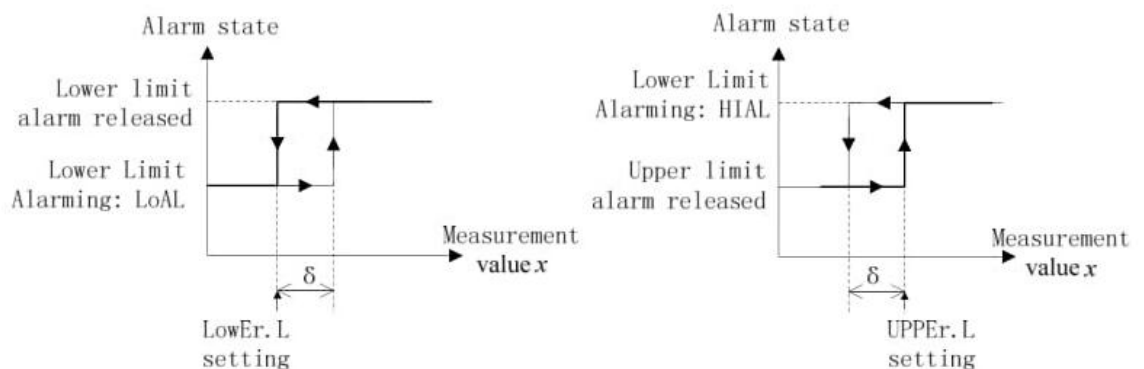 Alarm state
Lower limit
alarm released
Lower Limit
Alarming: LoAL
Measurement
value x
δ
LowEr.L
setting
Alarm state
Lower Limit
Alarming: HIAL
Upper limit
alarm released
Measurement
value x
δ
UPPEr.L
setting